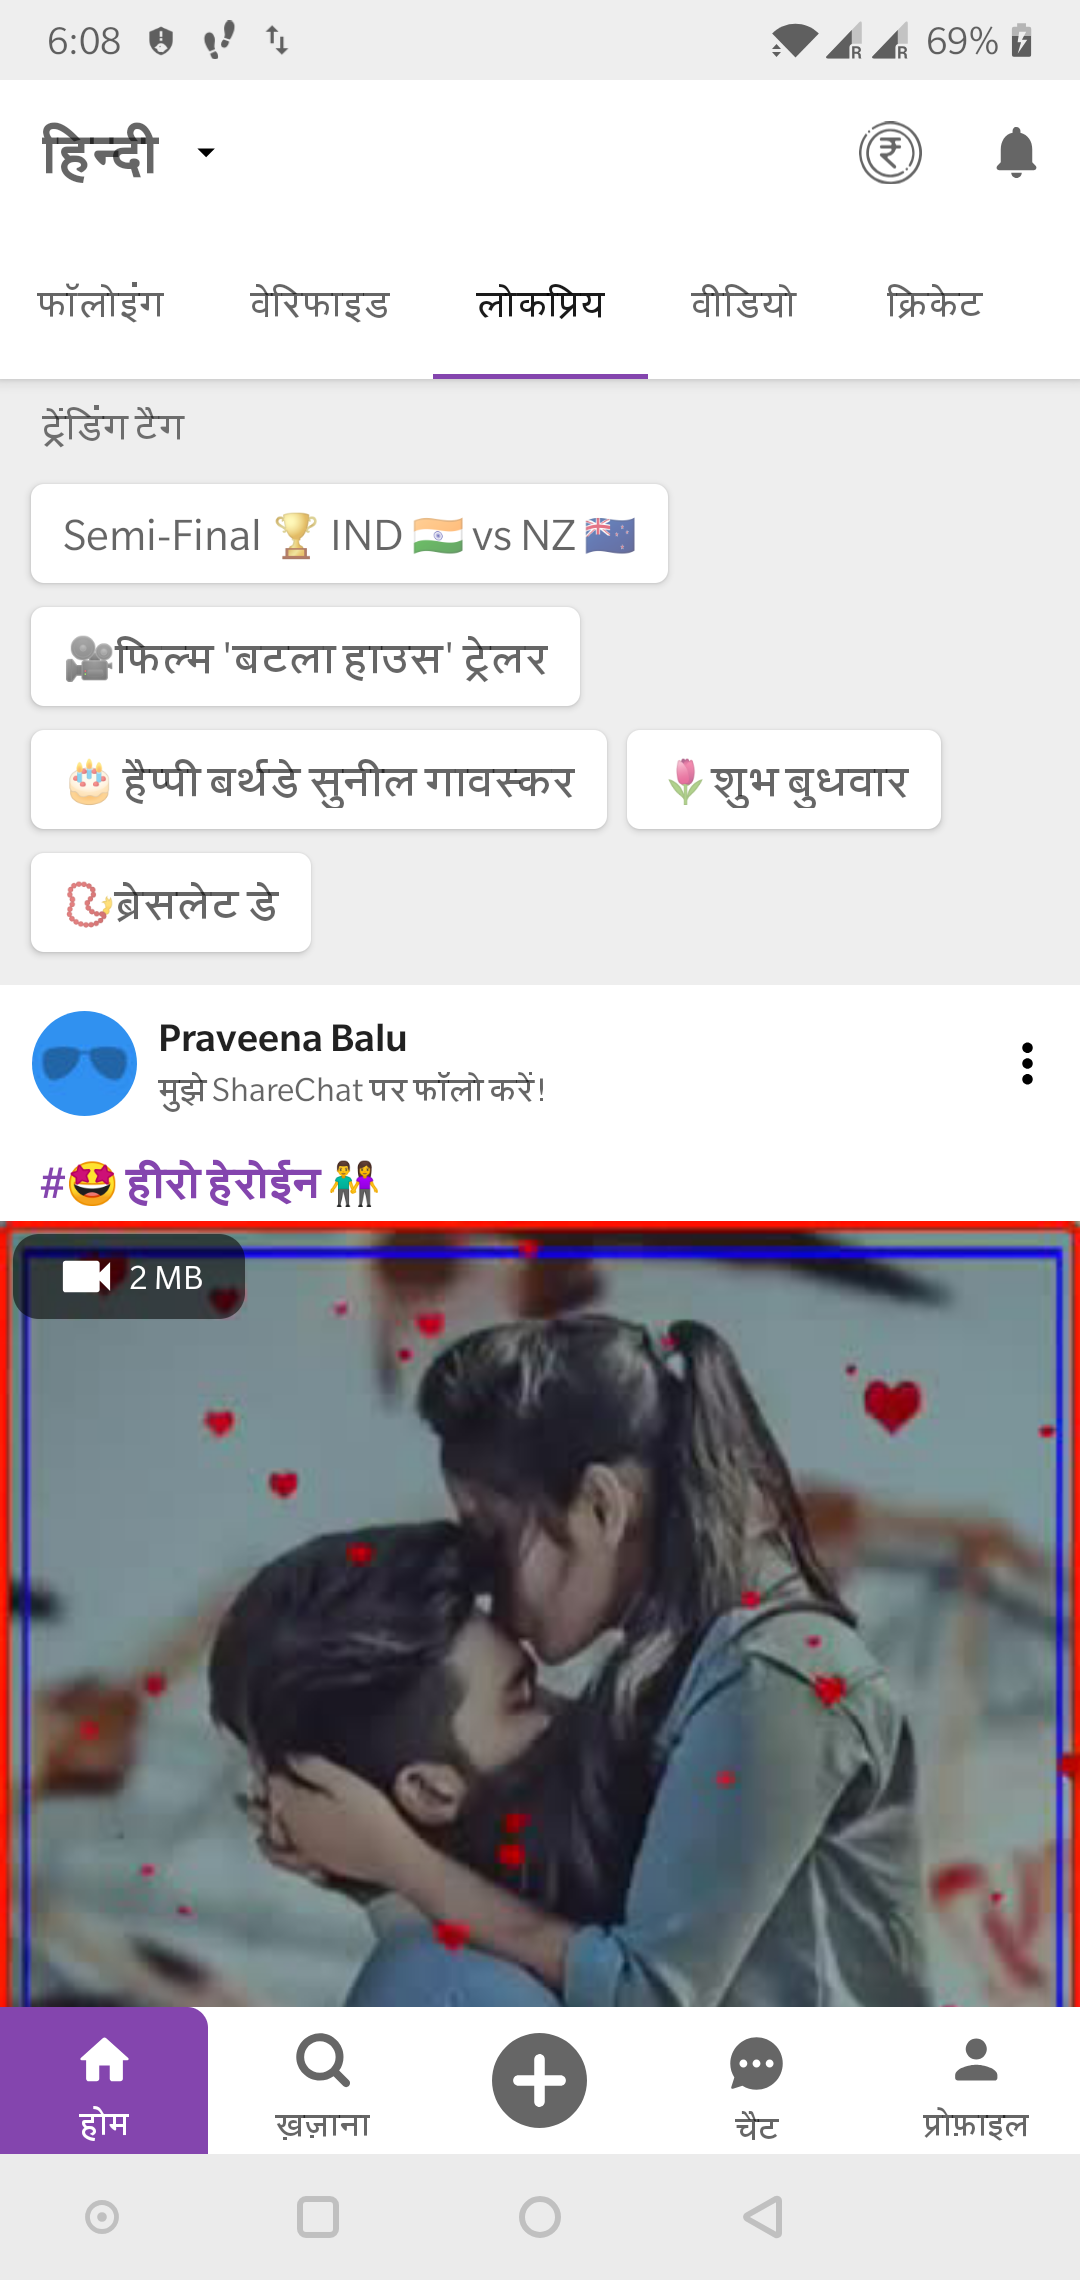 6:08 69%
हिन्दी
फॉलोइंग वेरिफाइड लोकप्रिय वीडियो क्रिकेट
ट्रेंडिंग टैग
Semi-Final 🏆 IND 🇮🇳 vs NZ 🇳🇿
🎥फिल्म 'बटला हाउस' ट्रेलर
🎂 हैप्पी बर्थडे सुनील गावस्कर 🌷शुभ बुधवार
📿ब्रेसलेट डे
Praveena Balu
मुझे ShareChat पर फॉलो करें!
#🤩 हीरो हेरोईन 👫
2 MB
होम ख़ज़ाना चैट प्रोफ़ाइल